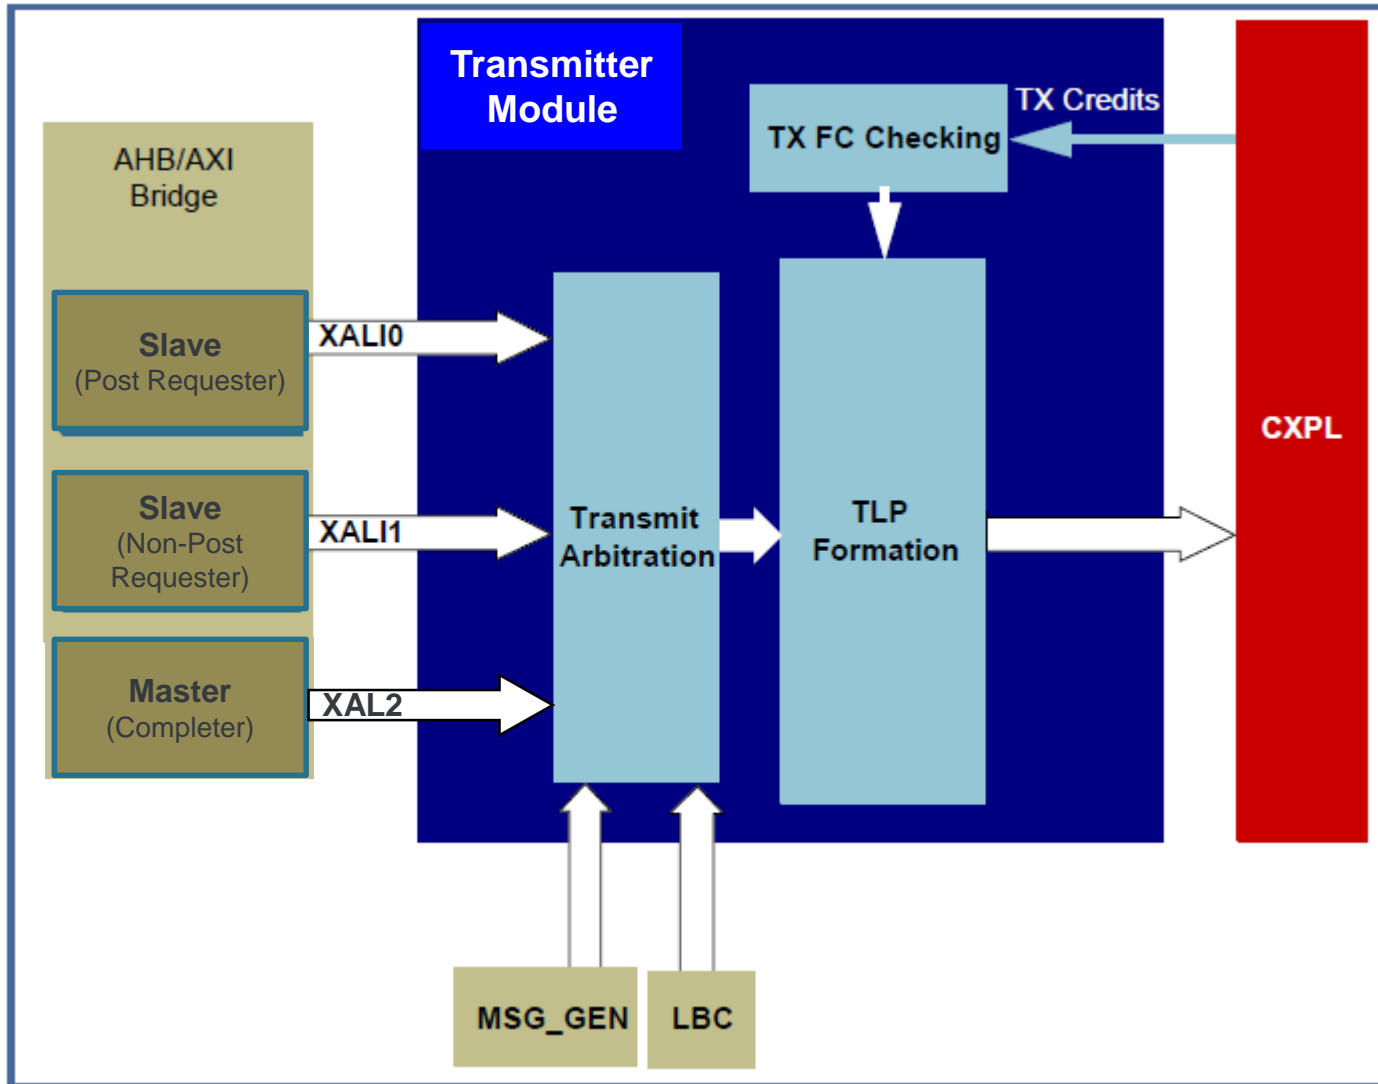 Transmitter
Module
TX Credits
TX FC Checking
AHB/AXI
Bridge
Slave
(Post Requester)
XALI0
Slave
(Non-Post
Requester)
XALI1
Master
(Completer)
XAL2
Transmit
Arbitration
TLP
Formation
CXPL
MSG_GEN
LBC